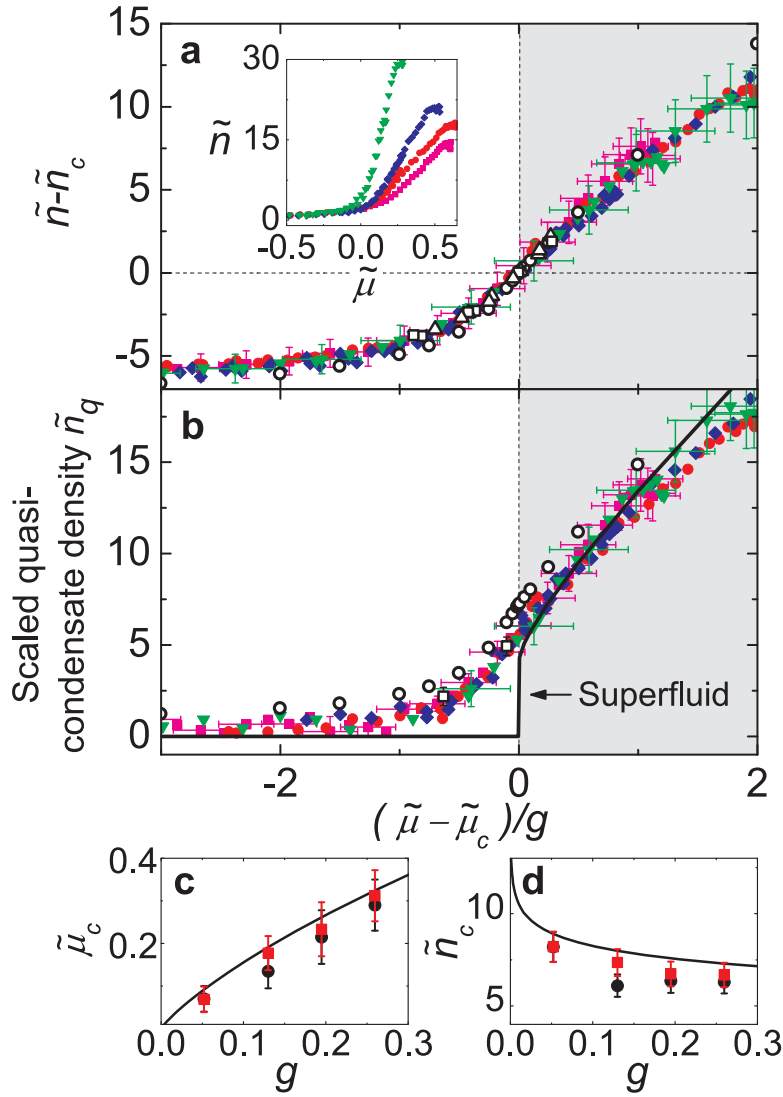 a
15
10
5
0
-5
ñ-ñc
30
15
0
ñ
-0.5 0.0 0.5
μ̃
b
15
10
5
0
Scaled quasi-
condensate density ñq
Superfluid
-2 0 2
(μ̃ – μ̃c)/g
c
0.4
0.2
0.0
μ̃c
0.0 0.1 0.2 0.3
g
d
10
5
ñc
0.0 0.1 0.2 0.3
g